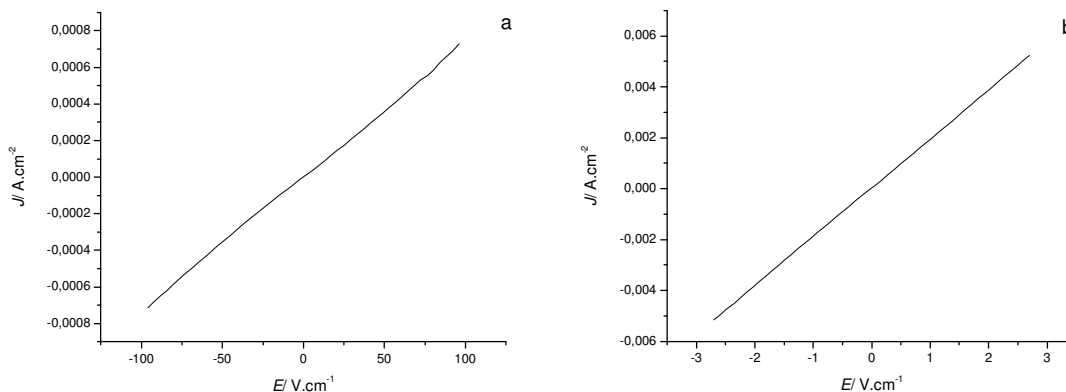 a
0,0008
0,0006
0,0004
0,0002
0,0000
-0,0002
-0,0004
-0,0006
-0,0008
J/ A.cm-2
-100 -50 0 50 100
E/ V.cm-1
b
0,006
0,004
0,002
0,000
-0,002
-0,004
-0,006
J/ A.cm-2
-3 -2 -1 0 1 2 3
E/ V.cm-1